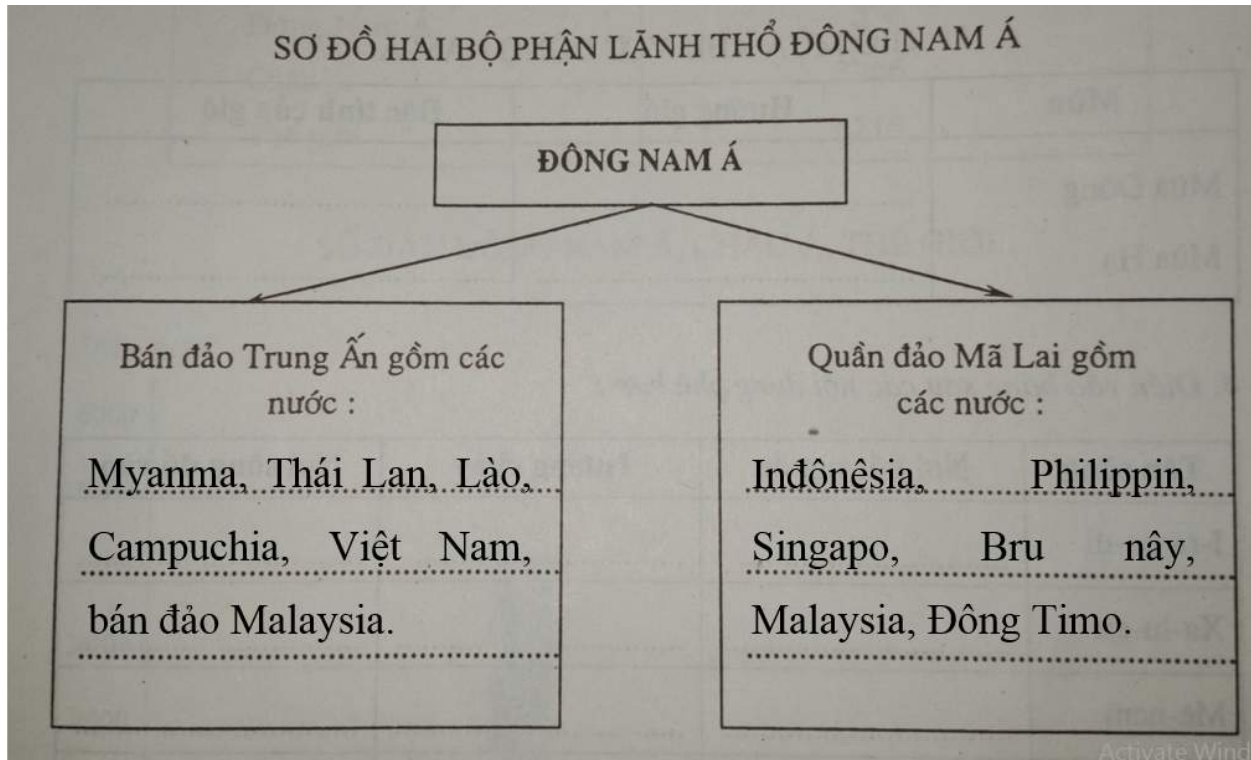 SƠ ĐỒ HAI BỘ PHẬN LÃNH THỔ ĐÔNG NAM Á
ĐÔNG NAM Á
Bán đảo Trung Ấn gồm các
nước :
Myanma, Thái Lan, Lào,
Campuchia, Việt Nam,
bán đảo Malaysia.
Quần đảo Mã Lai gồm
các nước :
Inđônêsia, Philippin,
Singapo, Bru nây,
Malaysia, Đông Timo.
Activate Wind